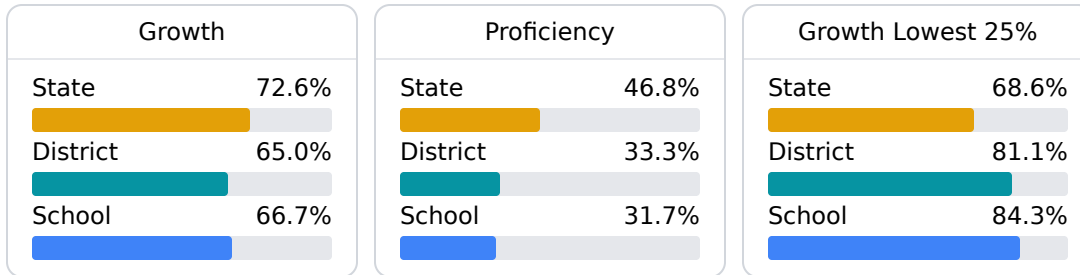 Growth
State 72.6%
District 65.0%
School 66.7%
Proficiency
State 46.8%
District 33.3%
School 31.7%
Growth Lowest 25%
State 68.6%
District 81.1%
School 84.3%